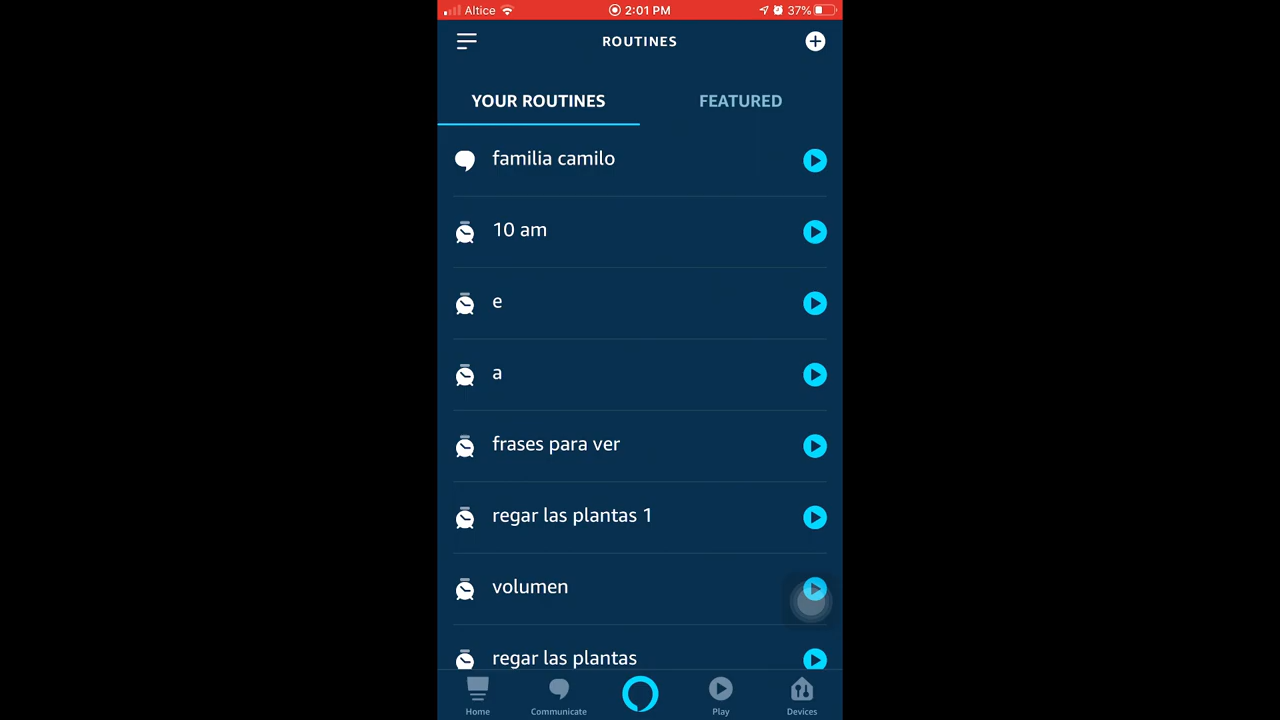 Altice 2:01 PM 37%
ROUTINES
YOUR ROUTINES FEATURED
familia camilo
10 am
e
a
frases para ver
regar las plantas 1
volumen
regar las plantas
Home Communicate Play Devices